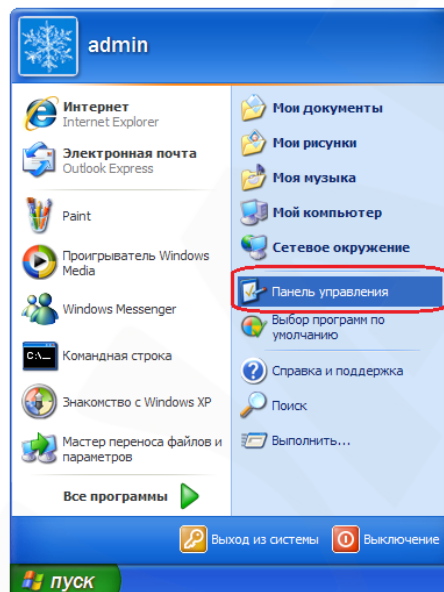 admin
Интернет
Internet Explorer
Электронная почта
Outlook Express
Paint
Проигрыватель Windows
Media
Windows Messenger
C:\_
Командная строка
Знакомство с Windows XP
Мастер переноса файлов и
параметров
Все программы
Мои документы
Мои рисунки
Моя музыка
Мой компьютер
Сетевое окружение
Панель управления
Выбор программ по
умолчанию
Справка и поддержка
Поиск
Выполнить...
Выход из системы
Выключение
пуск